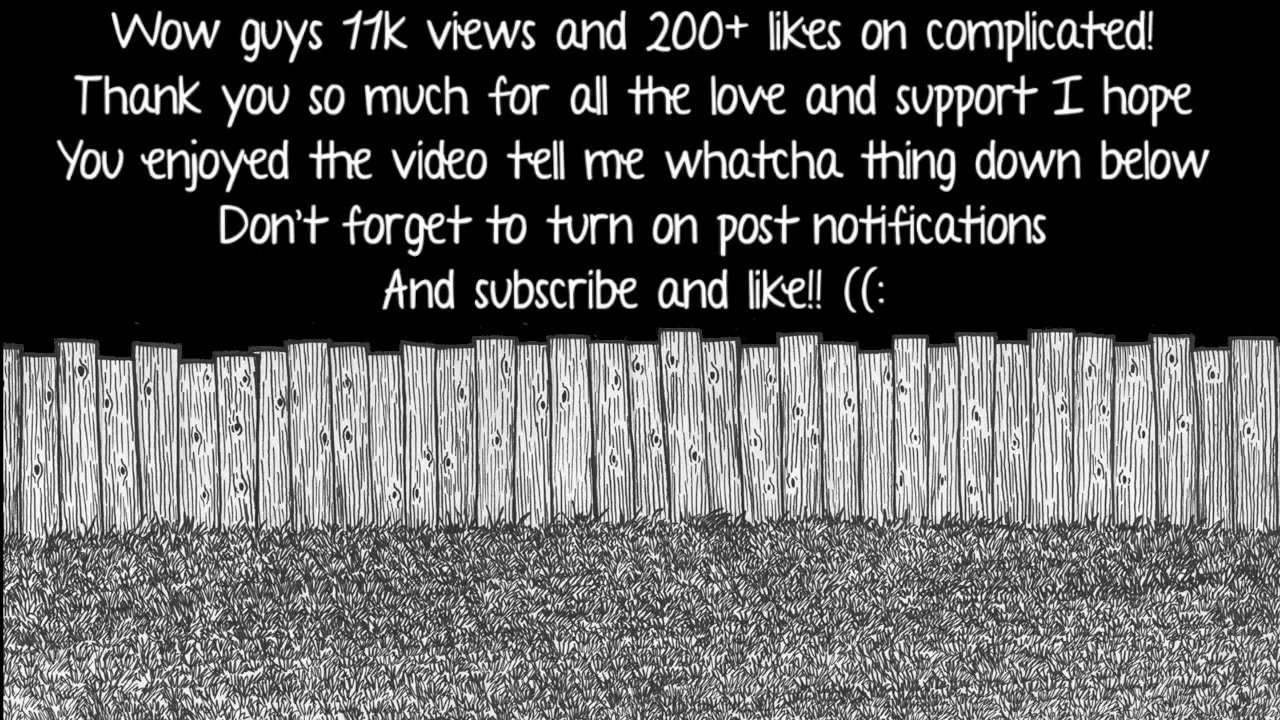 Wow guys 11k views and 200+ likes on complicated!
Thank you so much for all the love and support I hope
You enjoyed the video tell me whatcha thing down below
Don't forget to turn on post notifications
And subscribe and like!! ((: